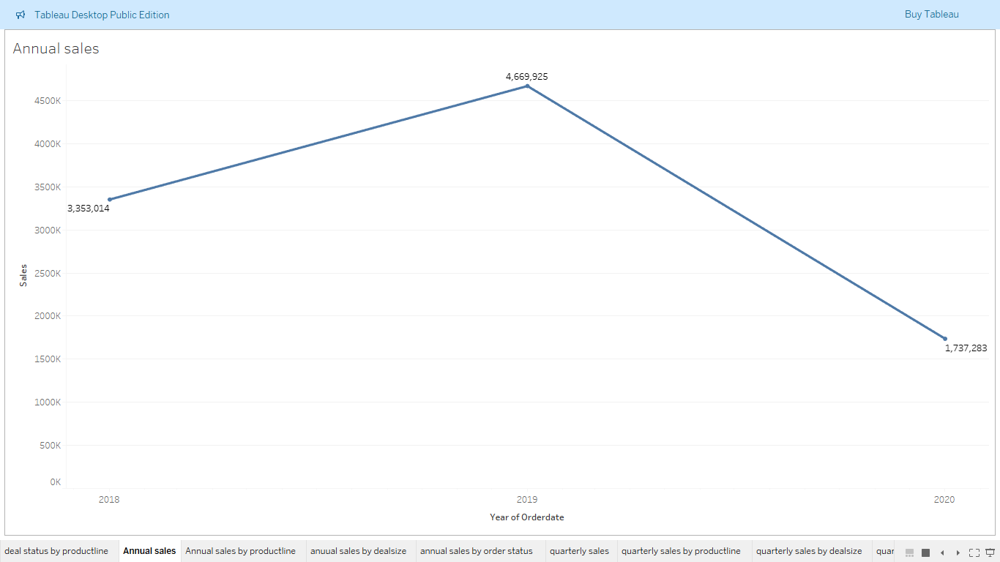 Tableau Desktop Public Edition
Buy Tableau
Annual sales
4,669,925
4500K
4000K
3500K
3,353,014
3000K
Sales
2500K
2000K
1,737,283
1500K
1000K
500K
0K
2018
2019
2020
Year of Orderdate
deal status by productline
Annual sales
Annual sales by productline
anuual sales by dealsize
annual sales by order status
quarterly sales
quarterly sales by productline
quarterly sales by dealsize
quar